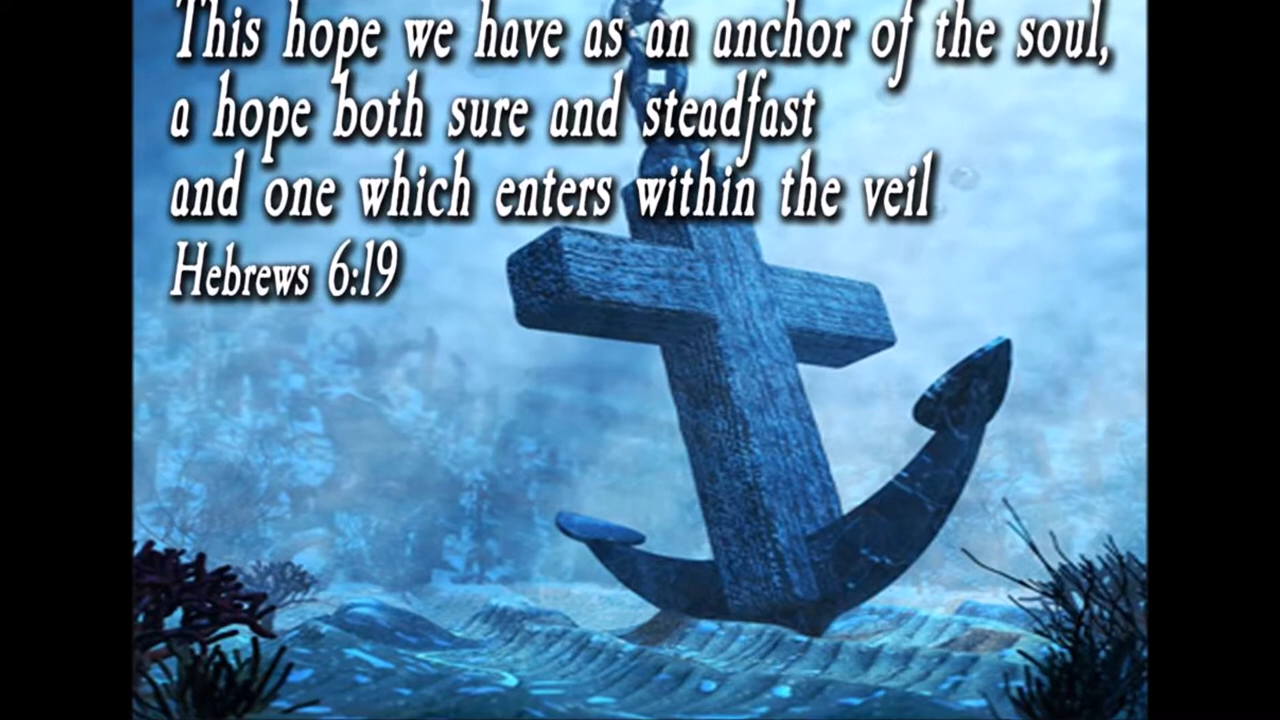 This hope we have as an anchor of the soul,
a hope both sure and steadfast
and one which enters within the veil
Hebrews 6:19